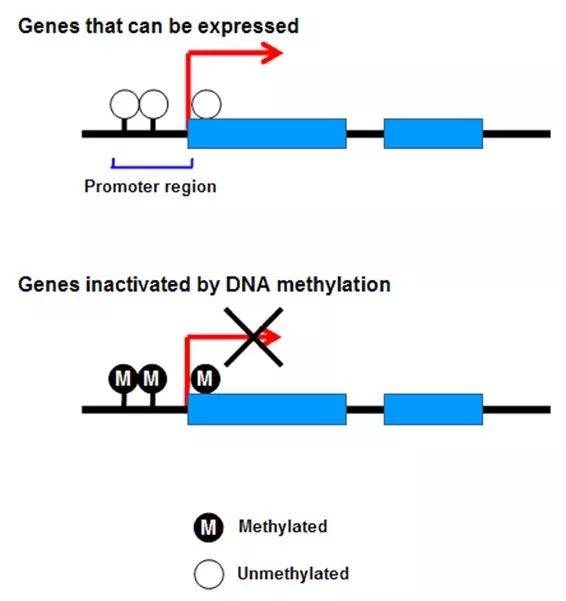 Genes that can be expressed
Promoter region
Genes inactivated by DNA methylation
M M M
M Methylated
Unmethylated